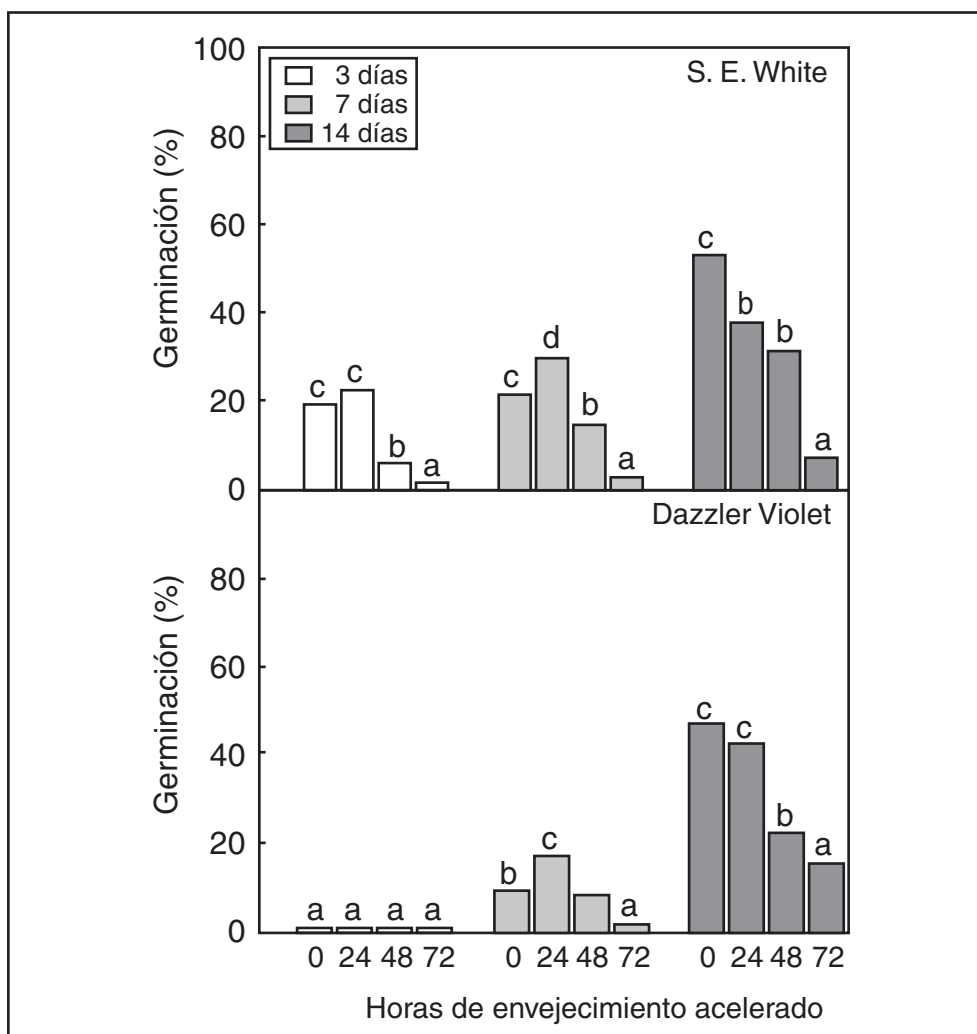 100
S. E. White
3 días
7 días
14 días
80
60
40
20
0
Germinación (%)
c c b a
c d b a
c b b a
Dazzler Violet
80
60
40
20
0
Germinación (%)
a a a a
b c a
c c b a
0 24 48 72 0 24 48 72 0 24 48 72
Horas de envejecimiento acelerado